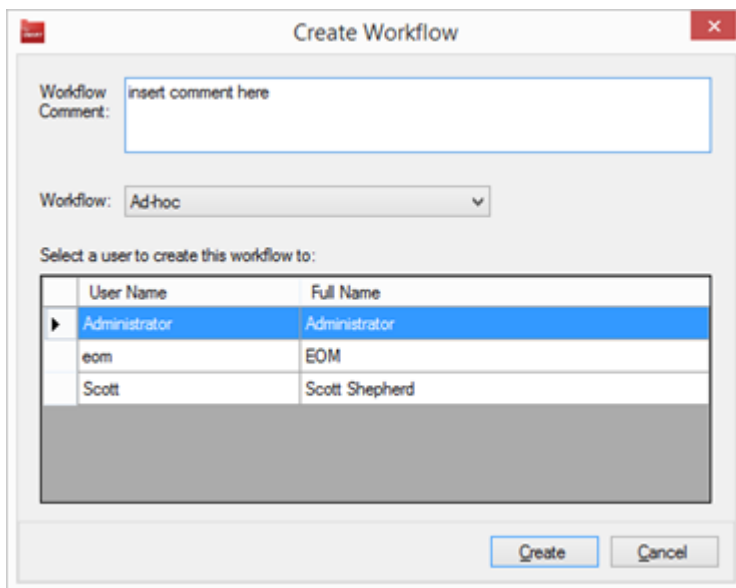 Create Workflow
Workflow Comment:
insert comment here
Workflow: Ad-hoc
Select a user to create this workflow to:
User Name Full Name
Administrator Administrator
eom EOM
Scott Scott Shepherd
Create Cancel